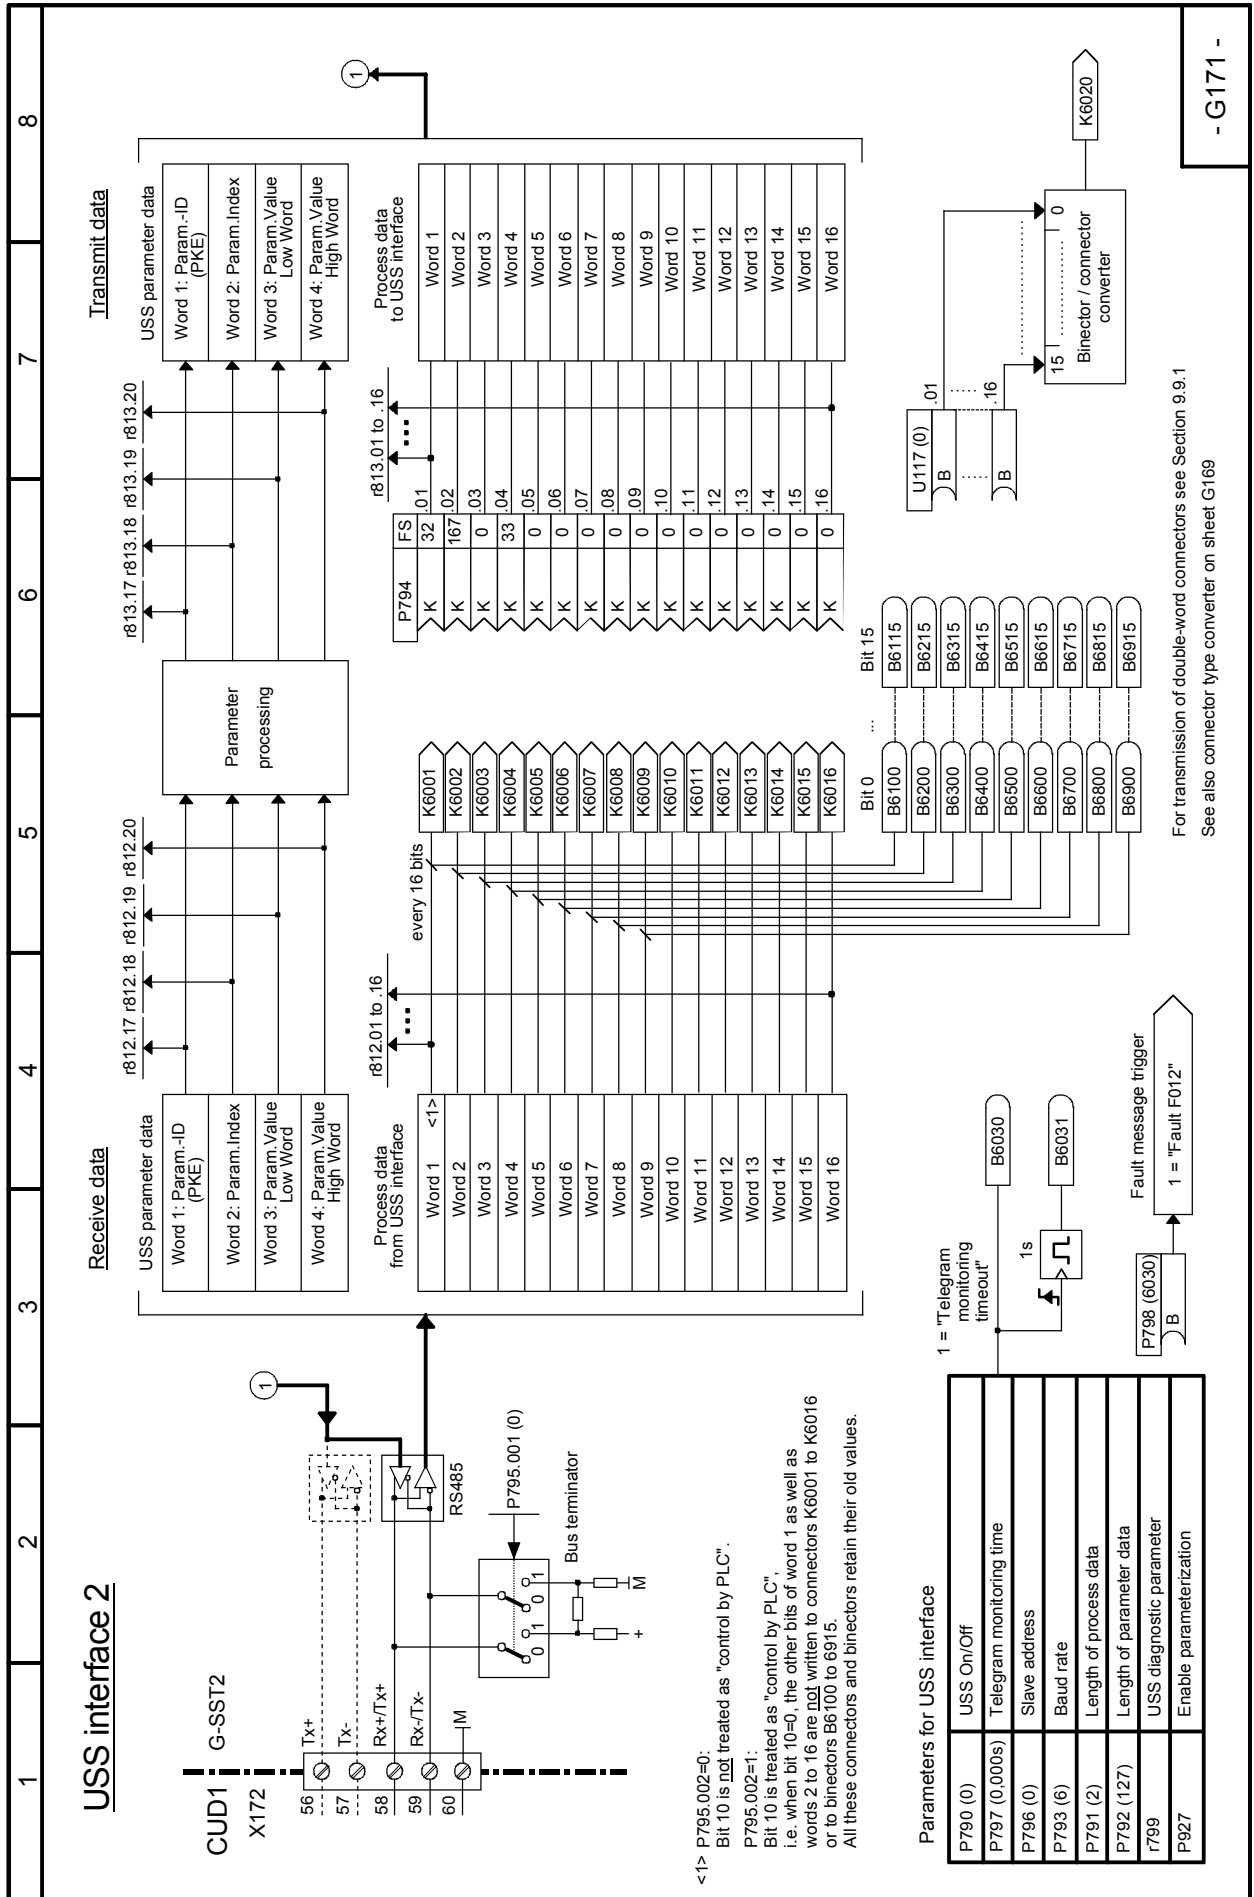 1
2
3
4
5
6
7
8
USS interface 2
CUD1
G-SST2
X172
56
Tx+
57
Tx-
58
Rx+/Tx+
59
Rx-/Tx-
60
M
1
RS485
P795.001 (0)
0
1
0
1
Bus terminator
+
M
<1> P795.002=0:
Bit 10 is not treated as "control by PLC".
P795.002=1:
Bit 10 is treated as "control by PLC",
i.e. when bit 10=0, the other bits of word 1 as well as
words 2 to 16 are not written to connectors K6001 to K6016
or to binectors B6100 to 6915.
All these connectors and binectors retain their old values.
Parameters for USS interface
P790 (0) USS On/Off
P797 (0,000s) Telegram monitoring time
P796 (0) Slave address
P793 (6) Baud rate
P791 (2) Length of process data
P792 (127) Length of parameter data
r799 USS diagnostic parameter
P927 Enable parameterization
1 = "Telegram
monitoring
timeout"
B6030
1s
B6031
Fault message trigger
P798 (6030)
B
1 = "Fault F012"
Receive data
USS parameter data
Word 1: Param.-ID
(PKE)
Word 2: Param.Index
Word 3: Param.Value
Low Word
Word 4: Param.Value
High Word
r812.17
r812.18
r812.19
r812.20
Parameter
processing
r813.17
r813.18
r813.19
r813.20
Transmit data
USS parameter data
Word 1: Param.-ID
(PKE)
Word 2: Param.Index
Word 3: Param.Value
Low Word
Word 4: Param.Value
High Word
1
Process data
from USS interface
Word 1 <1>
Word 2
Word 3
Word 4
Word 5
Word 6
Word 7
Word 8
Word 9
Word 10
Word 11
Word 12
Word 13
Word 14
Word 15
Word 16
r812.01 to .16
every 16 bits
K6001
K6002
K6003
K6004
K6005
K6006
K6007
K6008
K6009
K6010
K6011
K6012
K6013
K6014
K6015
K6016
Bit 0 ... Bit 15
B6100 B6115
B6200 B6215
B6300 B6315
B6400 B6415
B6500 B6515
B6600 B6615
B6700 B6715
B6800 B6815
B6900 B6915
P794 FS
K 32 .01
K 167 .02
K 0 .03
K 33 .04
K 0 .05
K 0 .06
K 0 .07
K 0 .08
K 0 .09
K 0 .10
K 0 .11
K 0 .12
K 0 .13
K 0 .14
K 0 .15
K 0 .16
r813.01 to .16
Process data
to USS interface
Word 1
Word 2
Word 3
Word 4
Word 5
Word 6
Word 7
Word 8
Word 9
Word 10
Word 11
Word 12
Word 13
Word 14
Word 15
Word 16
U117 (0)
B .01
B .16
15 0
Binector / connector
converter
K6020
For transmission of double-word connectors see Section 9.9.1
See also connector type converter on sheet G169
- G171 -